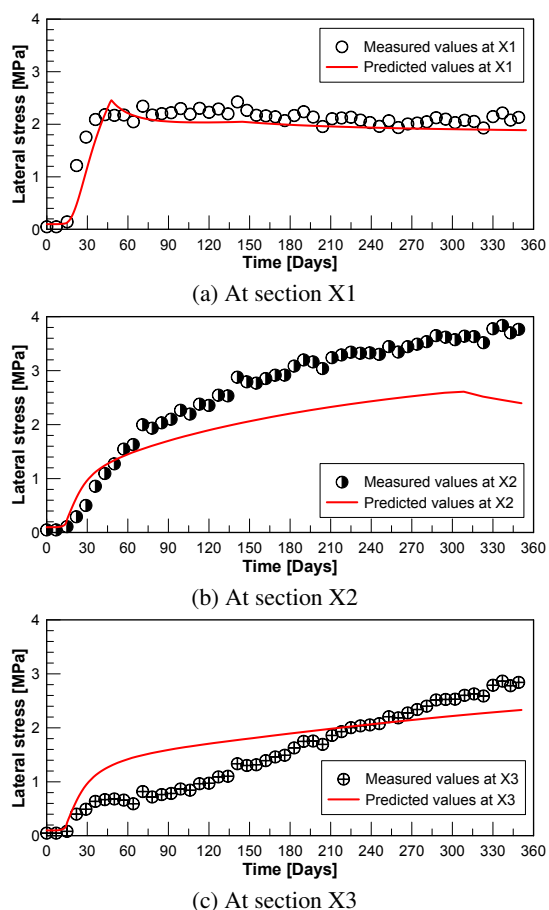 4
3
2
1
0
Lateral stress [MPa]
Measured values at X1
Predicted values at X1
0 30 60 90 120 150 180 210 240 270 300 330 360
Time [Days]
(a) At section X1
4
3
2
1
0
Lateral stress [MPa]
Measured values at X2
Predicted values at X2
0 30 60 90 120 150 180 210 240 270 300 330 360
Time [Days]
(b) At section X2
4
3
2
1
0
Lateral stress [MPa]
Measured values at X3
Predicted values at X3
0 30 60 90 120 150 180 210 240 270 300 330 360
Time [Days]
(c) At section X3